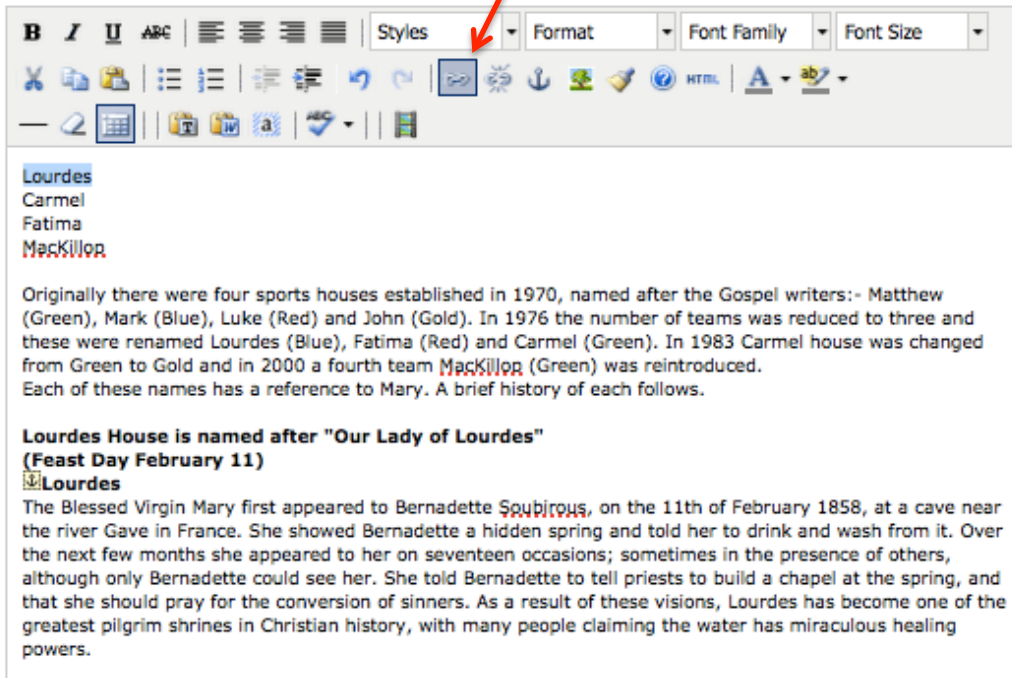 B I U ABC Styles Format Font Family Font Size
HTML A ab
T W a ABC
Lourdes
Carmel
Fatima
MacKillop
Originally there were four sports houses established in 1970, named after the Gospel writers:- Matthew
(Green), Mark (Blue), Luke (Red) and John (Gold). In 1976 the number of teams was reduced to three and
these were renamed Lourdes (Blue), Fatima (Red) and Carmel (Green). In 1983 Carmel house was changed
from Green to Gold and in 2000 a fourth team MacKillop (Green) was reintroduced.
Each of these names has a reference to Mary. A brief history of each follows.
Lourdes House is named after "Our Lady of Lourdes"
(Feast Day February 11)
Lourdes
The Blessed Virgin Mary first appeared to Bernadette Soubirous, on the 11th of February 1858, at a cave near
the river Gave in France. She showed Bernadette a hidden spring and told her to drink and wash from it. Over
the next few months she appeared to her on seventeen occasions; sometimes in the presence of others,
although only Bernadette could see her. She told Bernadette to tell priests to build a chapel at the spring, and
that she should pray for the conversion of sinners. As a result of these visions, Lourdes has become one of the
greatest pilgrim shrines in Christian history, with many people claiming the water has miraculous healing
powers.